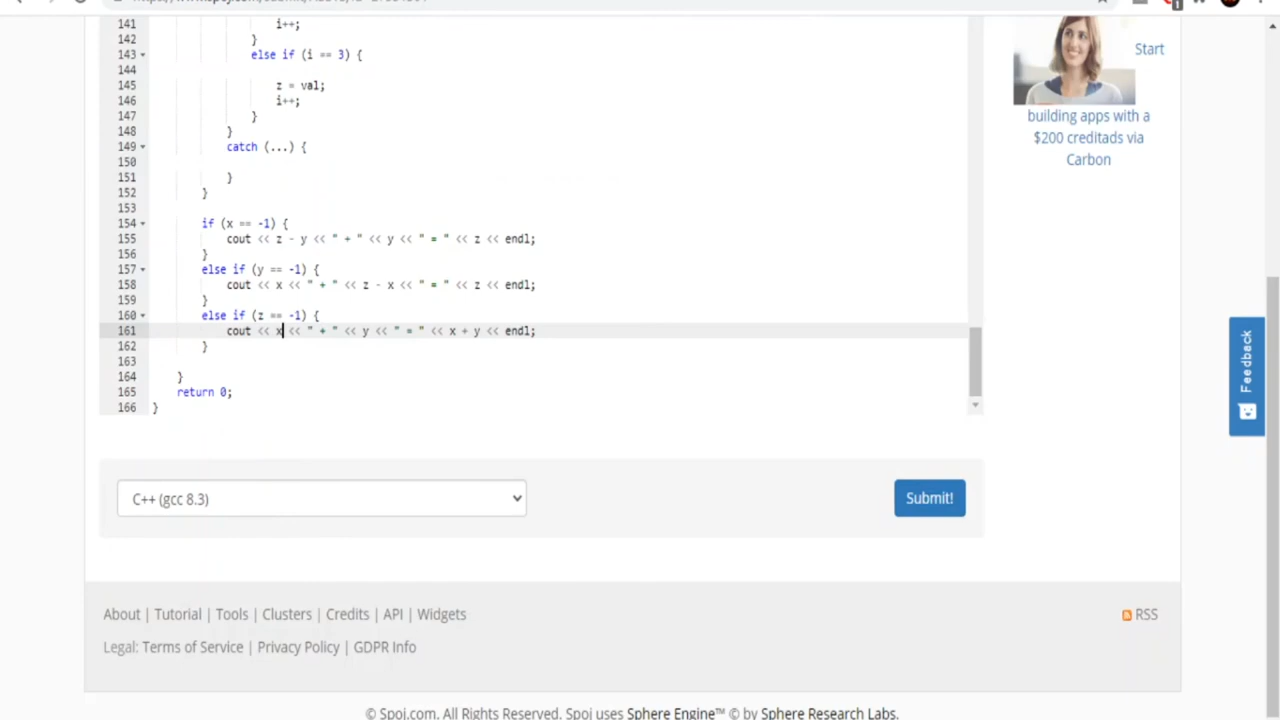 141 i++;
142 }
143 else if (i == 3) {
144
145 z = val;
146 i++;
147 }
148 }
149 catch (...) {
150
151 }
152 }
153
154 if (x == -1) {
155 cout << z - y << " + " << y << " = " << z << endl;
156 }
157 else if (y == -1) {
158 cout << x << " + " << z - x << " = " << z << endl;
159 }
160 else if (z == -1) {
161 cout << x << " + " << y << " = " << x + y << endl;
162 }
163
164 }
165 return 0;
166 }
Start
building apps with a
$200 creditads via
Carbon
Feedback
C++ (gcc 8.3)
Submit!
About | Tutorial | Tools | Clusters | Credits | API | Widgets
RSS
Legal: Terms of Service | Privacy Policy | GDPR Info
© Spoj.com. All Rights Reserved. Spoj uses Sphere Engine™ © by Sphere Research Labs.